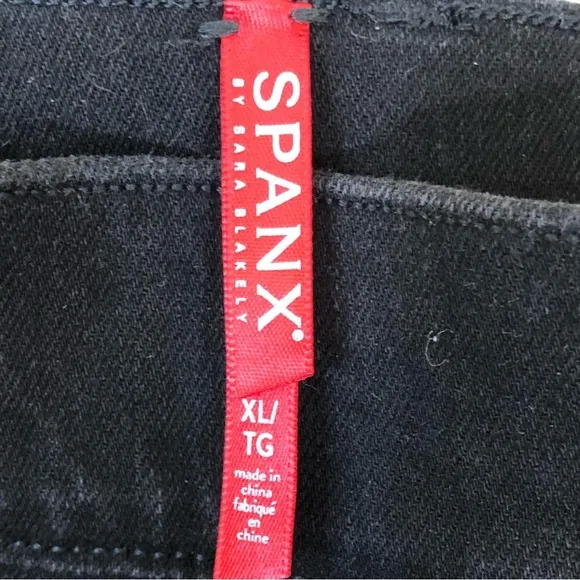 SPANX®
BY SARA BLAKELY
XL/
TG
made in
china
fabriqué
en
chine